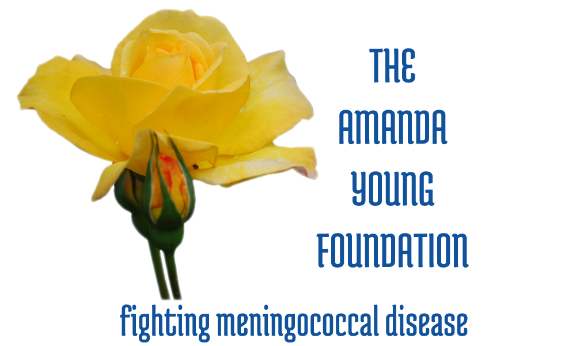 THE
AMANDA
YOUNG
FOUNDATION
fighting meningococcal disease